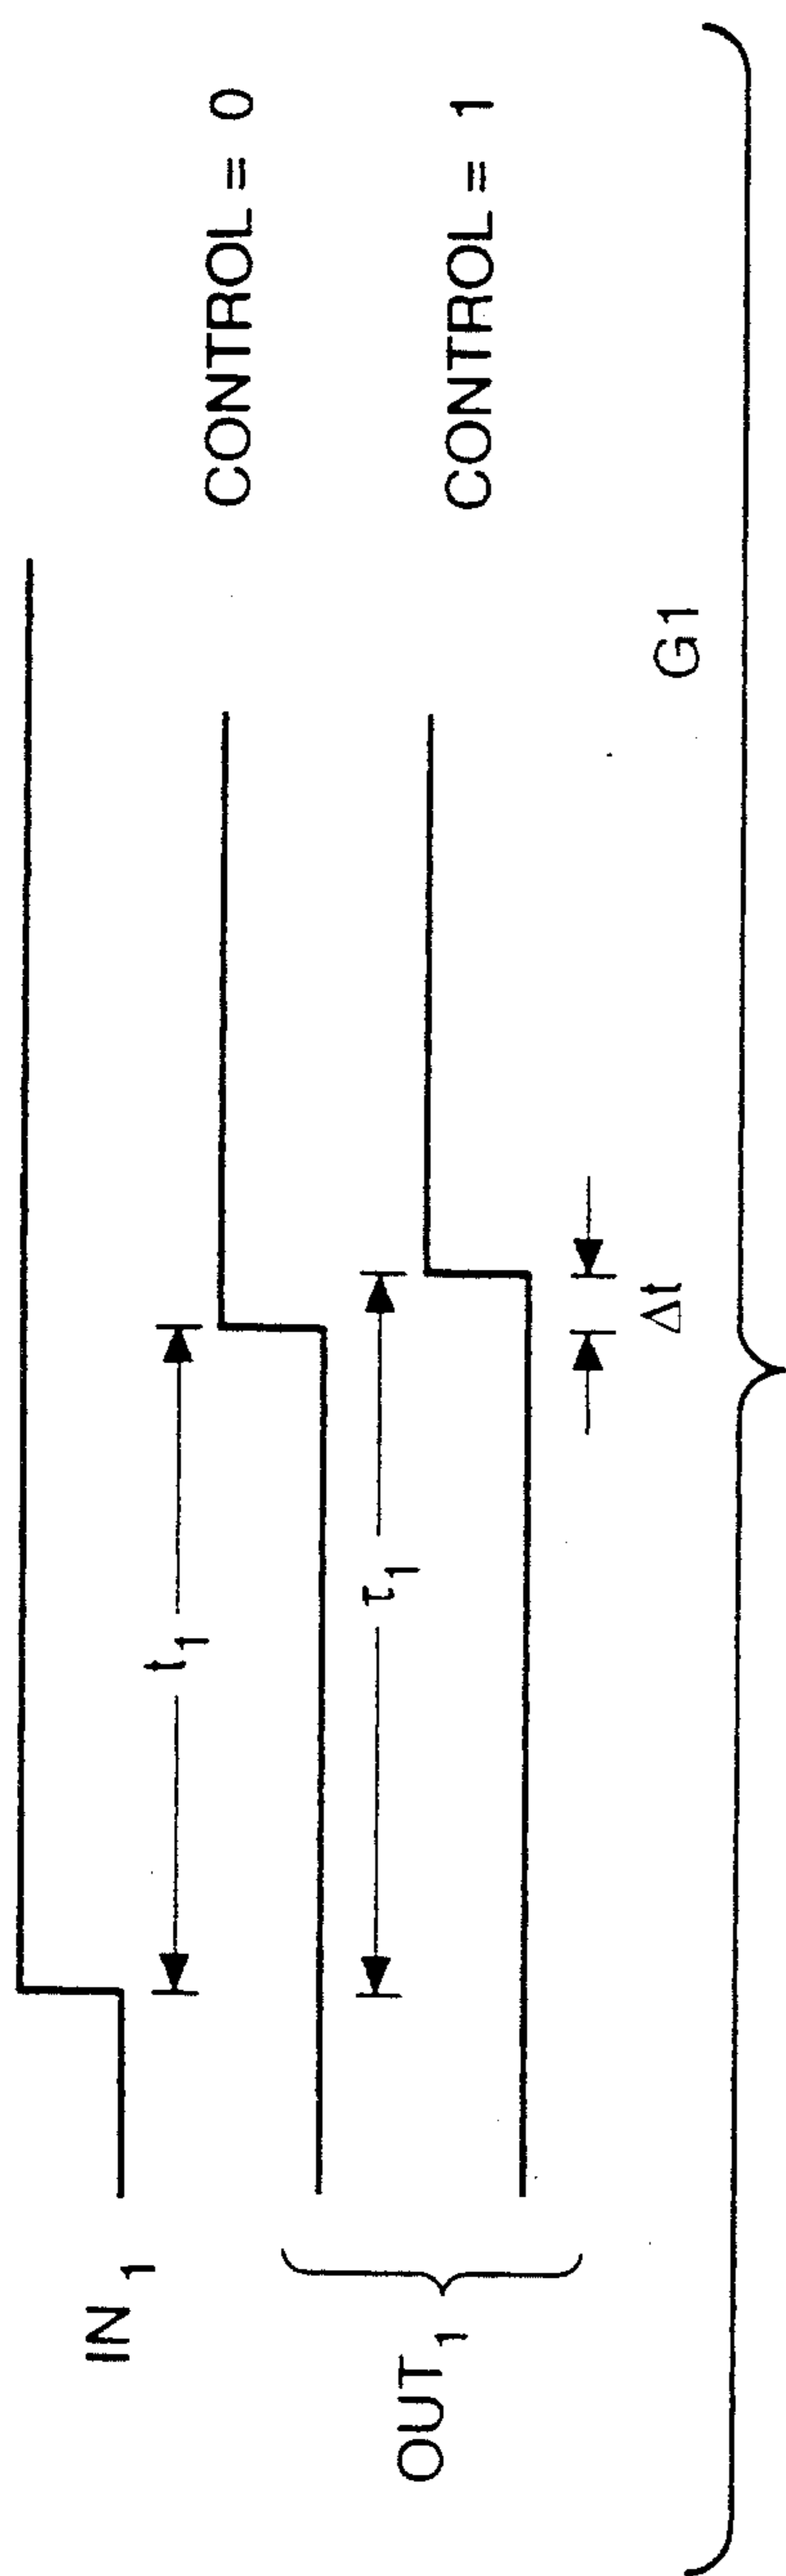 IN1
t1
CONTROL = 0
OUT1
τ1
CONTROL = 1
Δt
G1